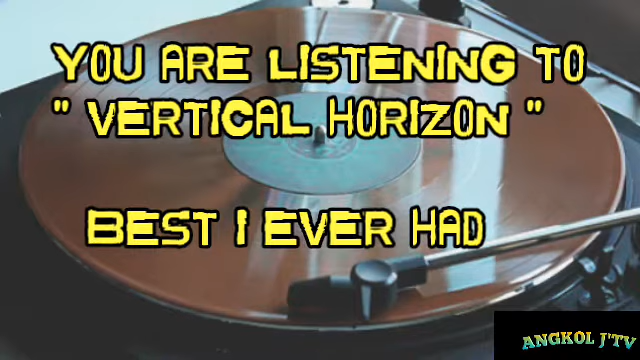 YOU ARE LISTENING TO
" VERTICAL HORIZON "
BEST I EVER HAD
ANGKOL J'TV